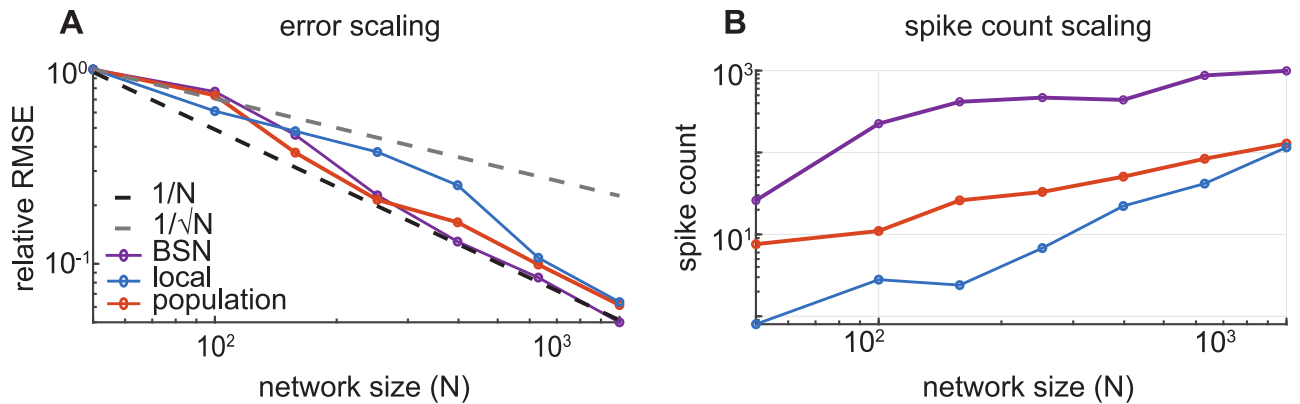 A
error scaling
10⁰
10⁻¹
relative RMSE
1/N
1/√N
BSN
local
population
10²
10³
network size (N)
B
spike count scaling
10³
10¹
spike count
10²
10³
network size (N)